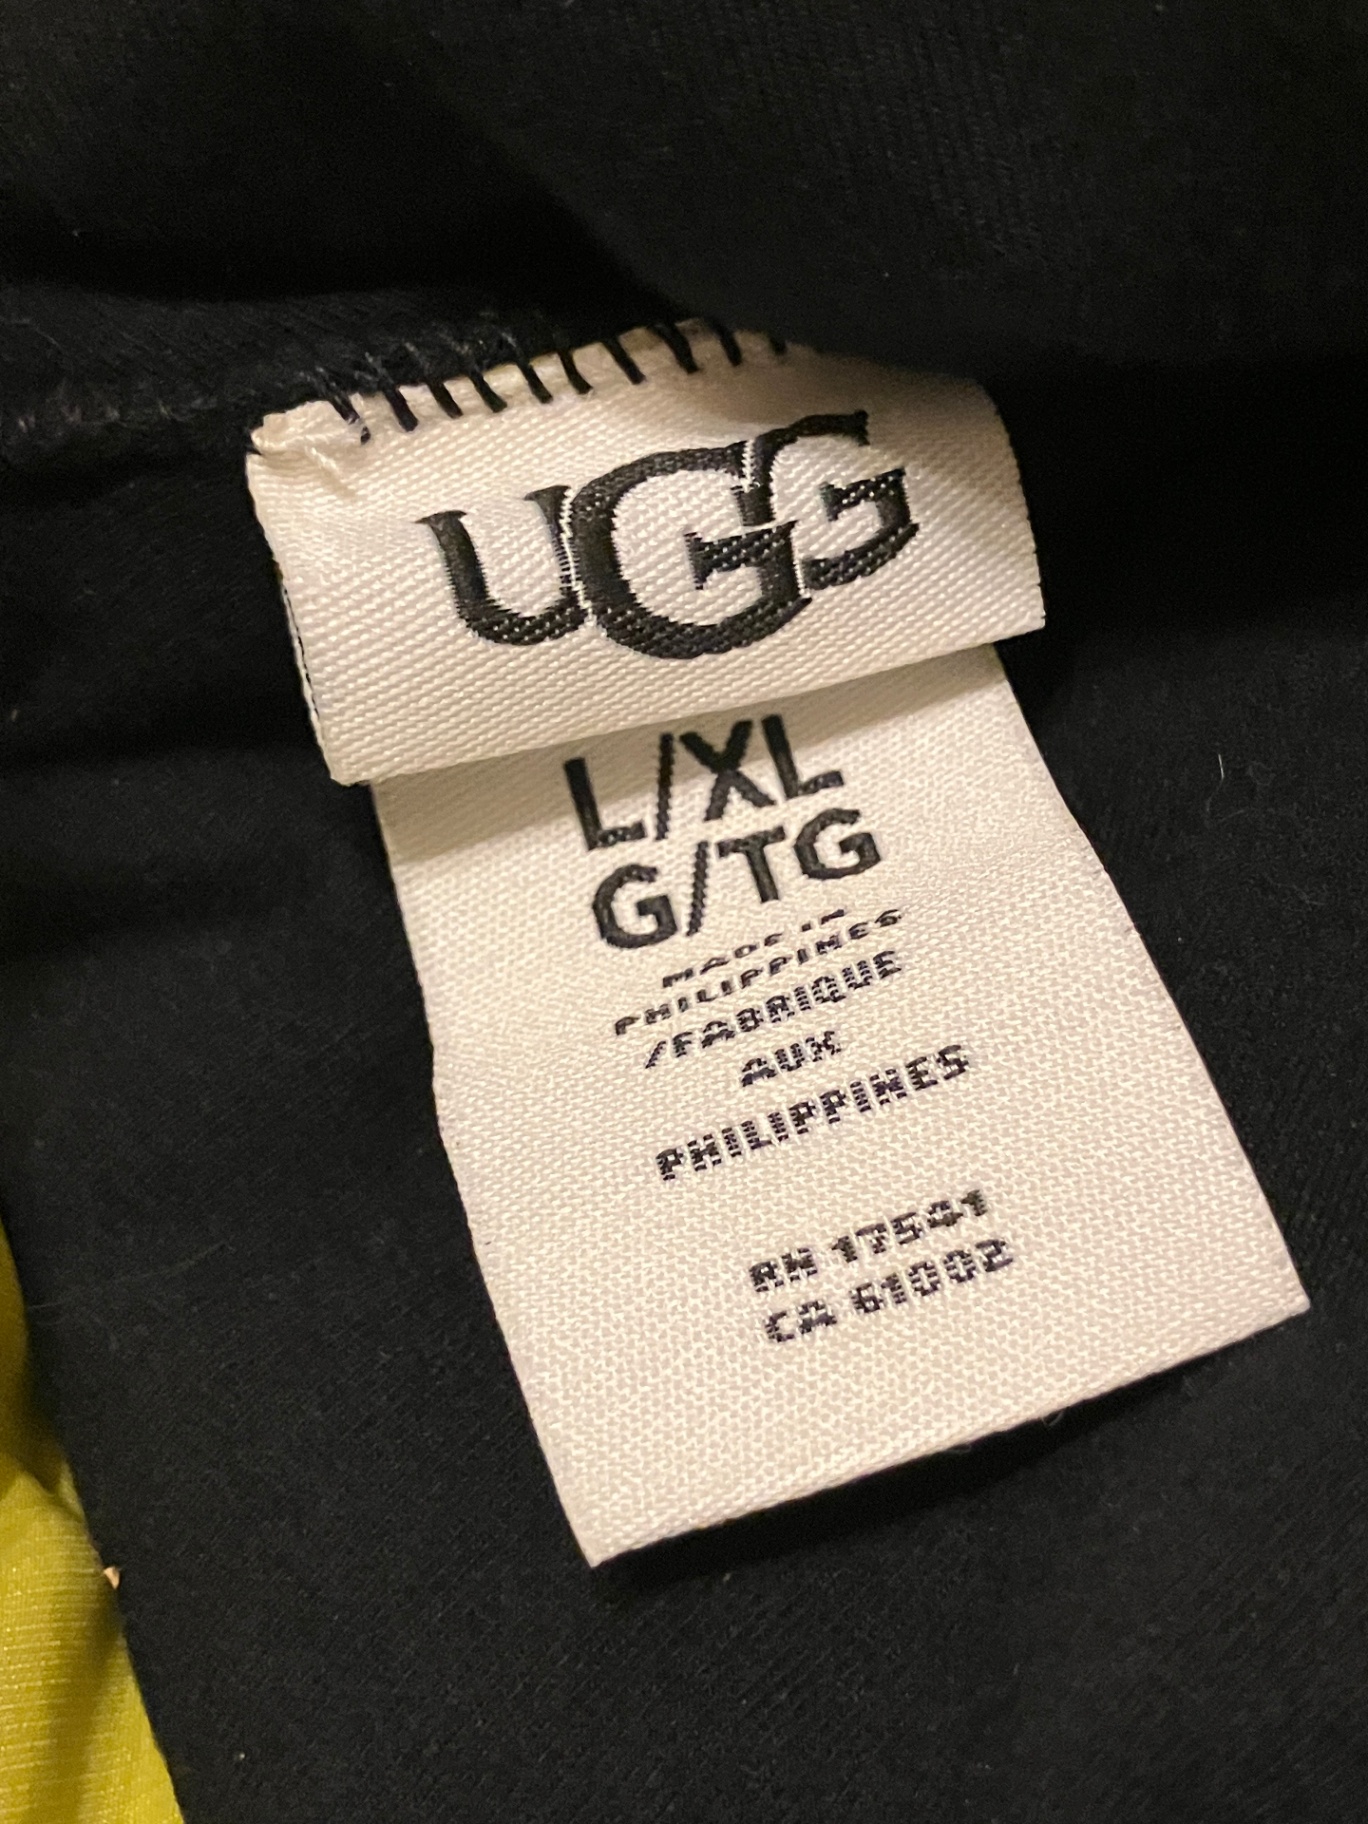 UGG
L/XL
G/TG
MADE IN
PHILIPPINES
/FABRIQUE
AUX
PHILIPPINES
RN 17541
CA 61002